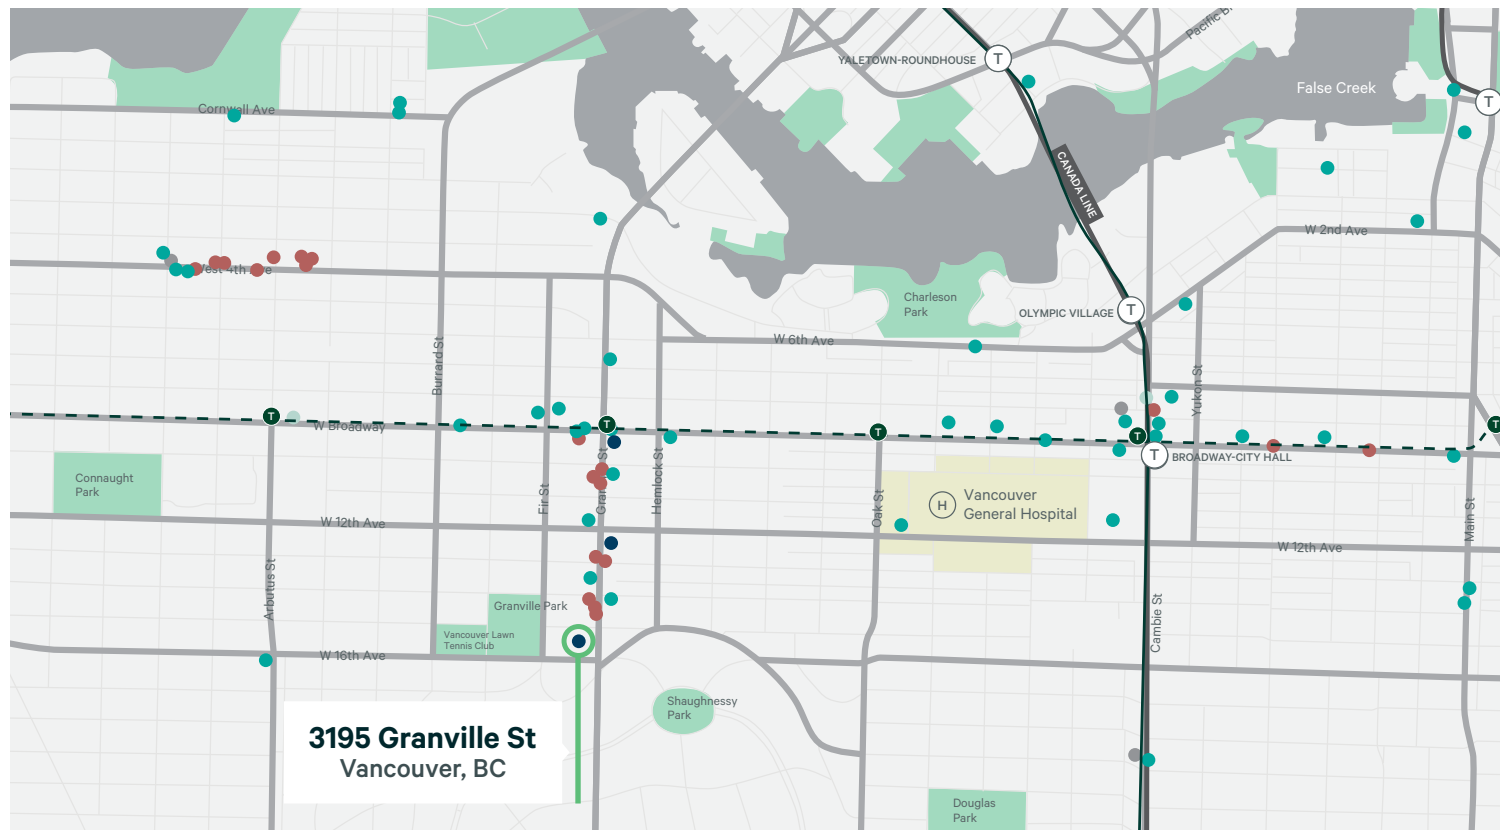 Pacific B
YALETOWN-ROUNDHOUSE
T
False Creek
T
Cornwall Ave
CANADA LINE
W 2nd Ave
West 4th Ave
Charleson
Park
OLYMPIC VILLAGE
T
W 6th Ave
Burrard St
Yukon St
T
W Broadway
T
T
T
T
T
BROADWAY-CITY HALL
Connaught
Park
Fir St
Hemlock St
Oak St
H
Vancouver
General Hospital
Main St
W 12th Ave
W 12th Ave
Arbutus St
Granville Park
Cambie St
Vancouver Lawn
Tennis Club
W 16th Ave
Shaughnessy
Park
3195 Granville St
Vancouver, BC
Douglas
Park